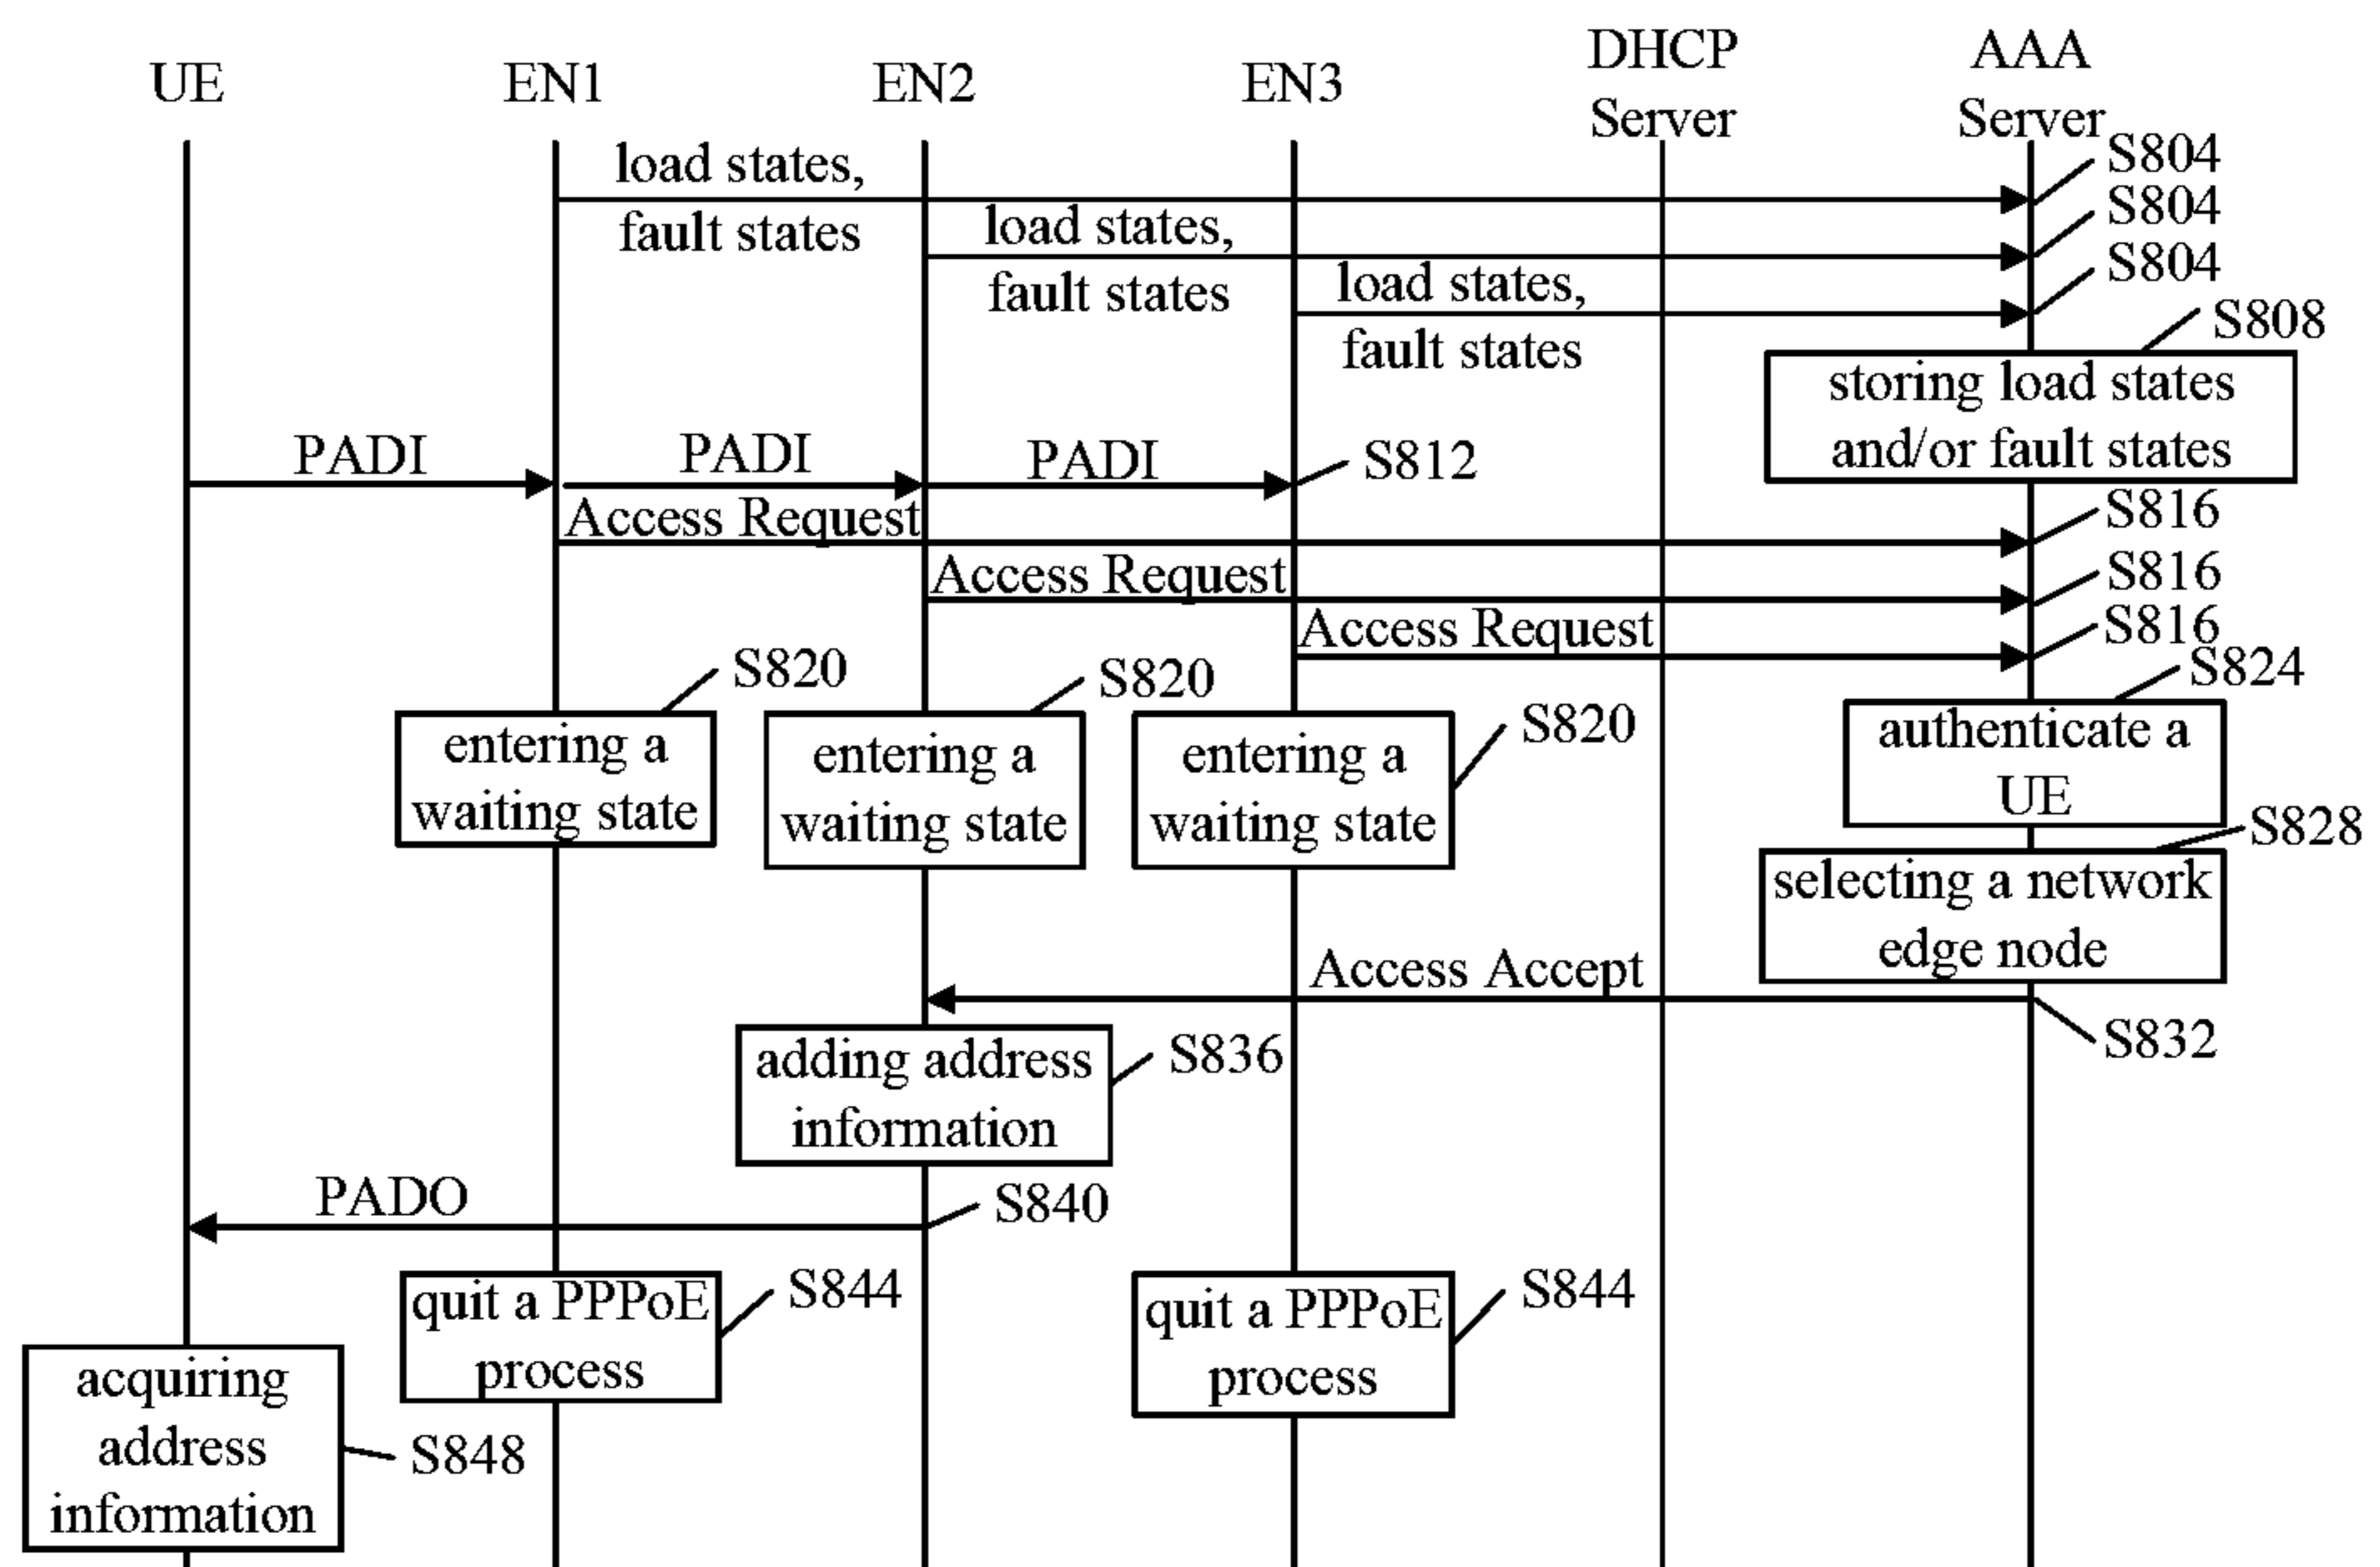 UE
EN1
EN2
EN3
DHCP
Server
AAA
Server
load states,
fault states
S804
load states,
fault states
S804
load states,
fault states
S804
S808
storing load states
and/or fault states
PADI
PADI
PADI
S812
Access Request
S816
Access Request
S816
Access Request
S816
S820
entering a
waiting state
S820
entering a
waiting state
S820
entering a
waiting state
S824
authenticate a
UE
S828
selecting a network
edge node
Access Accept
S832
adding address
information
S836
PADO
S840
quit a PPPoE
process
S844
quit a PPPoE
process
S844
acquiring
address
information
S848